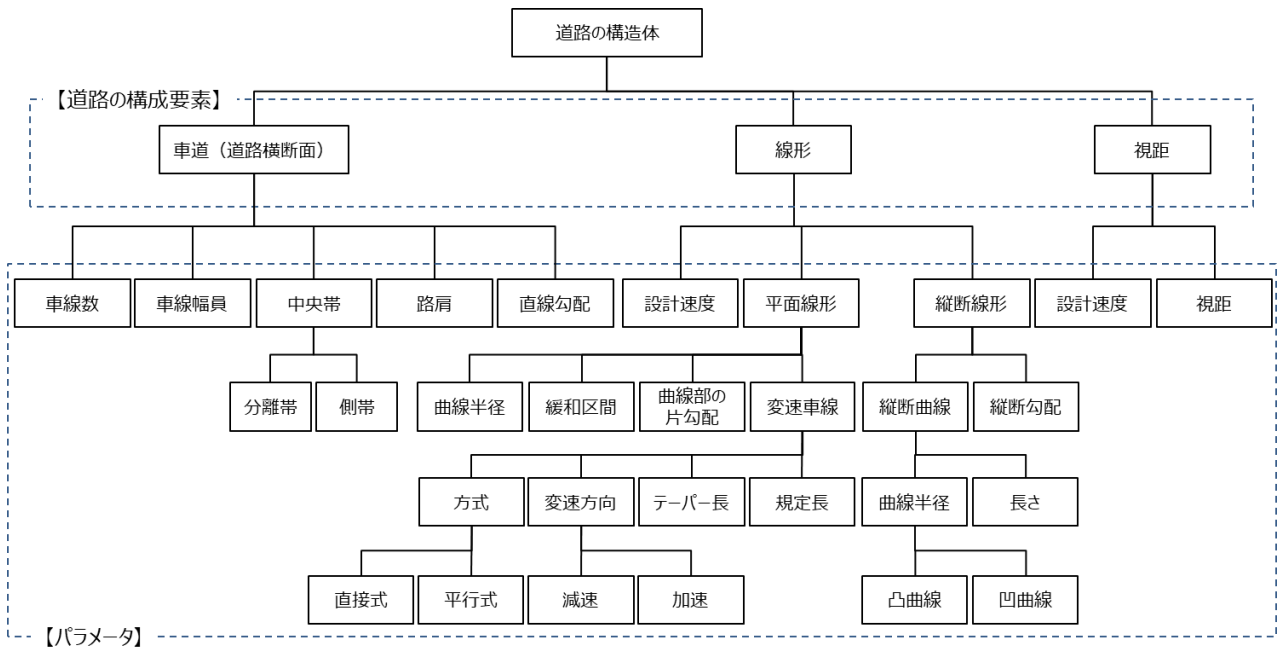 道路の構造体
【道路の構成要素】
車道（道路横断面）
線形
視距
車線数
車線幅員
中央帯
路肩
直線勾配
設計速度
平面線形
縦断線形
設計速度
視距
分離帯
側帯
曲線半径
緩和区間
曲線部の
片勾配
変速車線
縦断曲線
縦断勾配
方式
変速方向
テーパー長
規定長
曲線半径
長さ
直接式
平行式
減速
加速
凸曲線
凹曲線
【パラメータ】